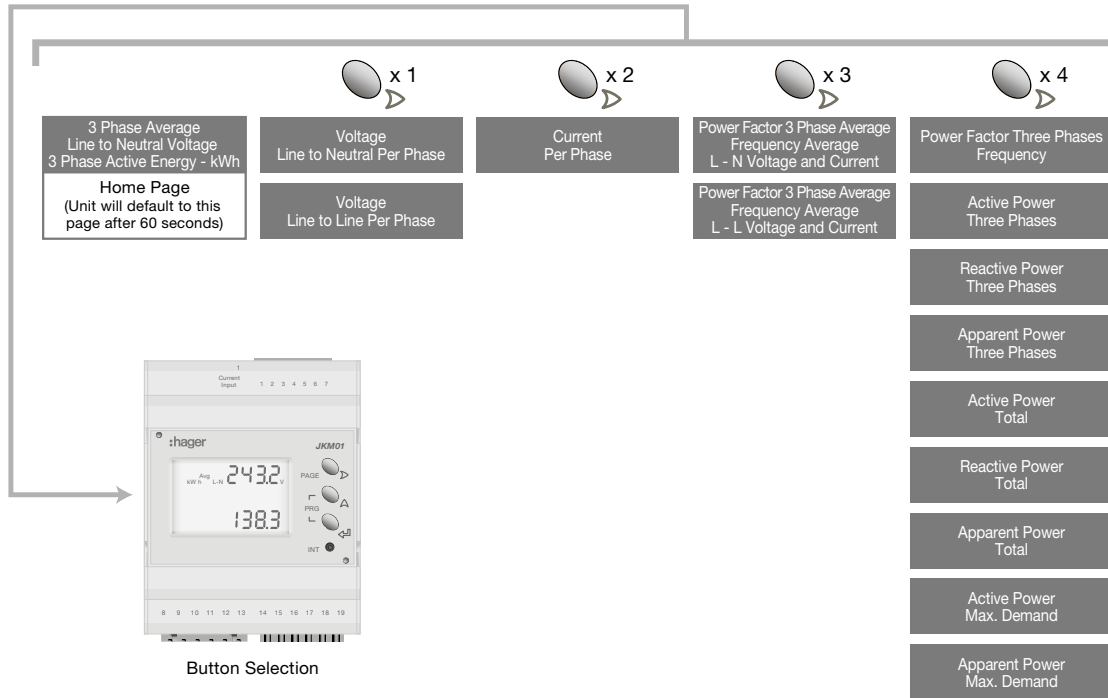 x 1
x 2
x 3
x 4
3 Phase Average
Line to Neutral Voltage
3 Phase Active Energy - kWh
Home Page
(Unit will default to this
page after 60 seconds)
Voltage
Line to Neutral Per Phase
Voltage
Line to Line Per Phase
Current
Per Phase
Power Factor 3 Phase Average
Frequency Average
L - N Voltage and Current
Power Factor 3 Phase Average
Frequency Average
L - L Voltage and Current
Power Factor Three Phases
Frequency
Active Power
Three Phases
Reactive Power
Three Phases
Apparent Power
Three Phases
Active Power
Total
Reactive Power
Total
Apparent Power
Total
Active Power
Max. Demand
Apparent Power
Max. Demand
1
Current
Input
1 2 3 4 5 6 7
:hager
JKM01
Avg
kW h L-N 243.2 V
138.3
PAGE
PRG
INT
8 9 10 11 12 13 14 15 16 17 18 19
Button Selection